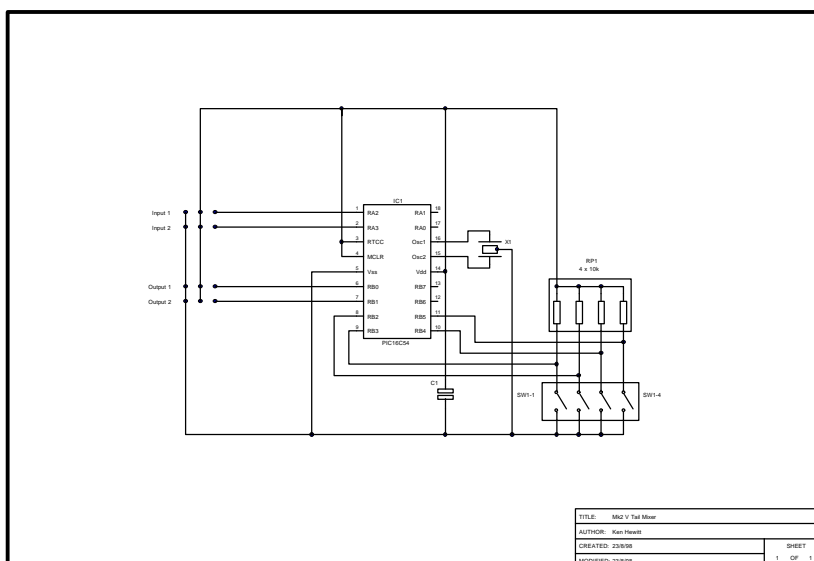 IC1
Input 1
Input 2
Output 1
Output 2
1 RA2 RA1 18
2 RA3 RA0 17
3 RTCC Osc1 16
4 MCLR Osc2 15
5 Vss Vdd 14
6 RB0 RB7 13
7 RB1 RB6 12
8 RB2 RB5 11
9 RB3 RB4 10
PIC16C54
X1
RP1
4 x 10k
C1
SW1-1
SW1-4
TITLE: Mk2 V Tail Mixer
AUTHOR: Ken Hewitt
CREATED: 23/8/98
SHEET
1 OF 1